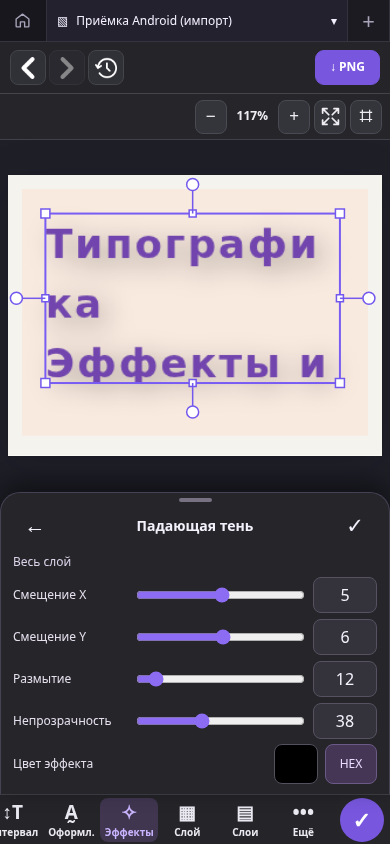 Приёмка Android (импорт)
↓ PNG
− 117% +
Типографи
ка
Эффекты и
← Падающая тень ✓
Весь слой
Смещение X 5
Смещение Y 6
Размытие 12
Непрозрачность 38
Цвет эффекта HEX
тервал Оформл. Эффекты Слой Слои Ещё